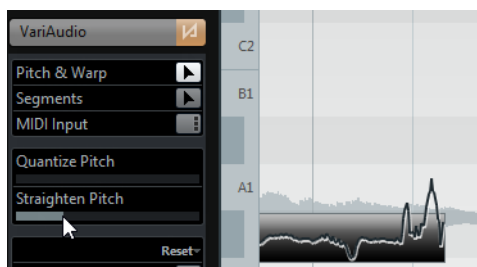 VariAudio
Pitch & Warp
Segments
MIDI Input
Quantize Pitch
Straighten Pitch
Reset
C2
B1
A1